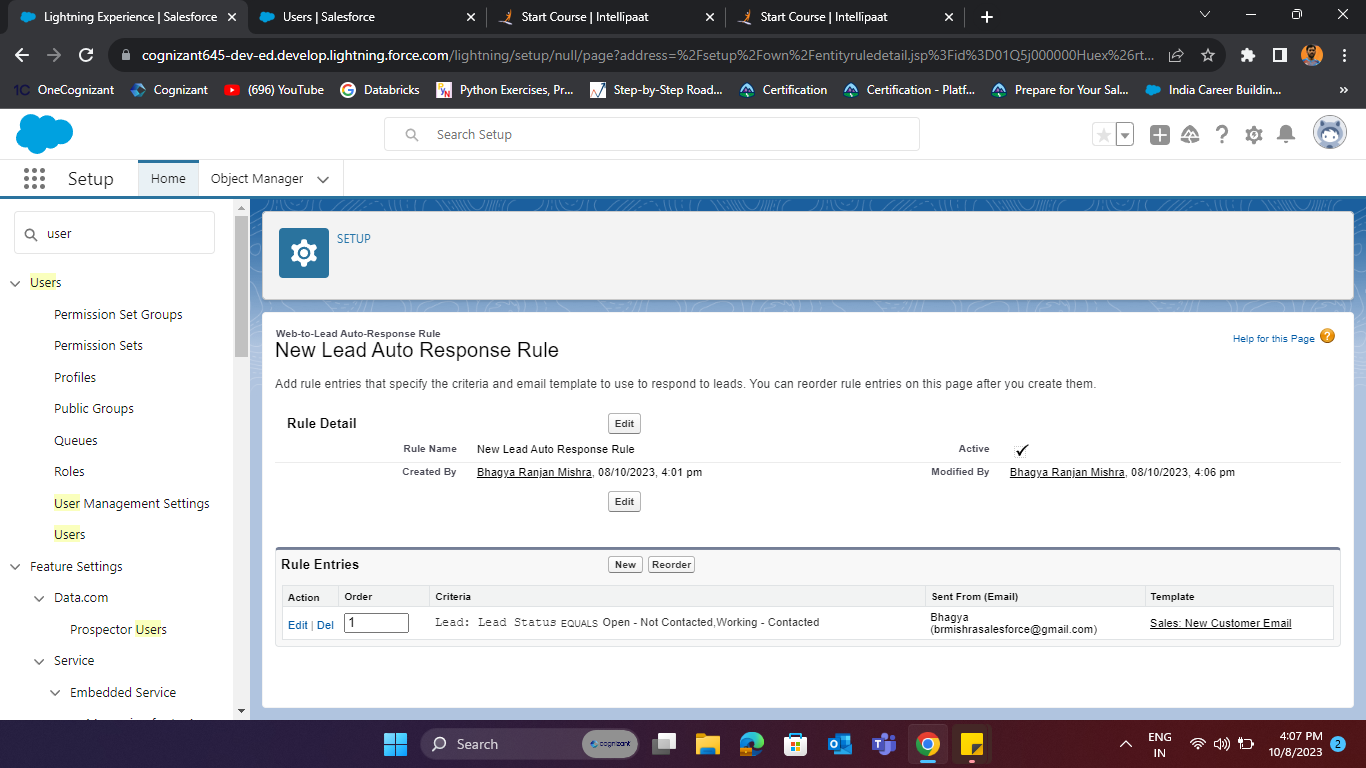 Lightning Experience | Salesforce
Users | Salesforce
Start Course | Intellipaat
Start Course | Intellipaat
cognizant645-dev-ed.develop.lightning.force.com/lightning/setup/null/page?address=%2Fsetup%2Fown%2Fentityruledetail.jsp%3Fid%3D01Q5j000000Huex%26rt...
1C OneCognizant
Cognizant
(696) YouTube
Databricks
Python Exercises, Pr...
Step-by-Step Road...
Certification
Certification - Platf...
Prepare for Your Sal...
India Career Buildin...
»
Search Setup
Setup
Home
Object Manager
user
Users
Permission Set Groups
Permission Sets
Profiles
Public Groups
Queues
Roles
User Management Settings
Users
Feature Settings
Data.com
Prospector Users
Service
Embedded Service
SETUP
Web-to-Lead Auto-Response Rule
New Lead Auto Response Rule
Help for this Page ?
Add rule entries that specify the criteria and email template to use to respond to leads. You can reorder rule entries on this page after you create them.
Rule Detail
Edit
Rule Name New Lead Auto Response Rule Active
Created By Bhagya Ranjan Mishra, 08/10/2023, 4:01 pm Modified By Bhagya Ranjan Mishra, 08/10/2023, 4:06 pm
Edit
Rule Entries
New Reorder
Action Order Criteria Sent From (Email) Template
Edit | Del 1 Lead: Lead Status EQUALS Open - Not Contacted,Working - Contacted Bhagya Sales: New Customer Email
(brmishrasalesforce@gmail.com)
Search
cognizant
ENG
IN
4:07 PM
10/8/2023
2